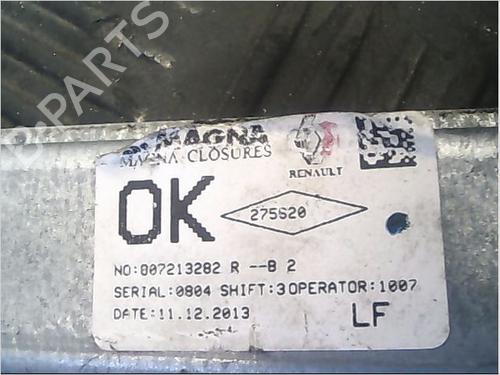 MAGNA
MAGNA CLOSURES
RENAULT
OK
275620
NO:807213282 R --B 2
SERIAL:0804 SHIFT:3 OPERATOR:1007
DATE:11.12.2013
LF